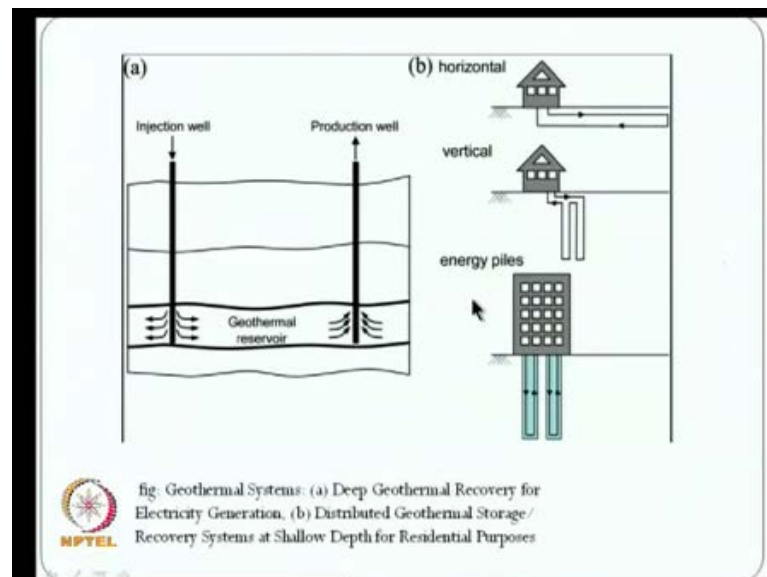 (a)
Injection well
Production well
Geothermal
reservoir
(b) horizontal
vertical
energy piles
fig: Geothermal Systems: (a) Deep Geothermal Recovery for
Electricity Generation, (b) Distributed Geothermal Storage/
Recovery Systems at Shallow Depth for Residential Purposes
NPTEL